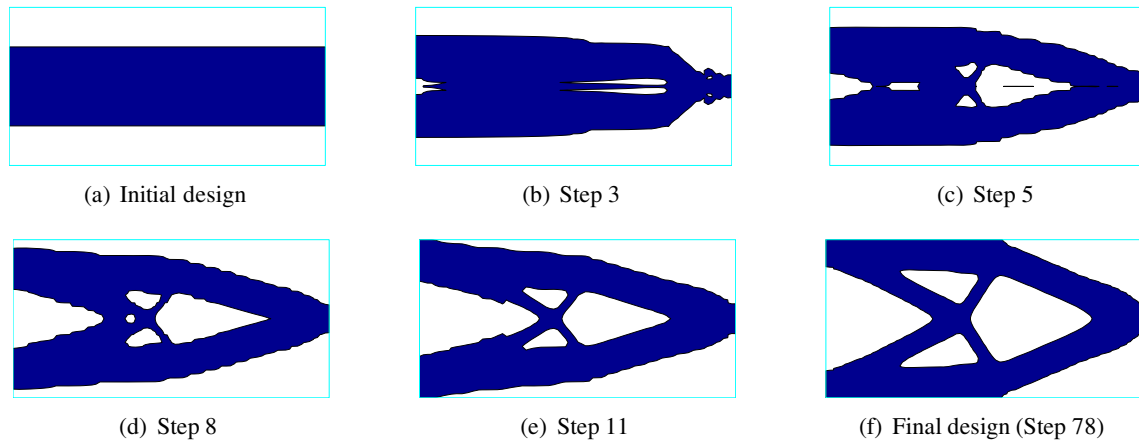 (a) Initial design
(b) Step 3
(c) Step 5
(d) Step 8
(e) Step 11
(f) Final design (Step 78)